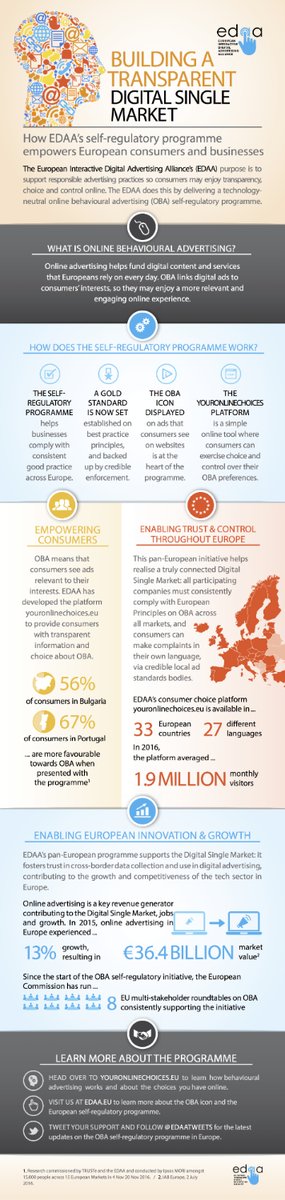 edaa
EUROPEAN
INTERACTIVE
DIGITAL
ADVERTISING
ALLIANCE
BUILDING A
TRANSPARENT
DIGITAL SINGLE
MARKET
How EDAA's self-regulatory programme
empowers European consumers and businesses
The European Interactive Digital Advertising Alliance's (EDAA) purpose is to
support responsible advertising practices so consumers may enjoy transparency,
choice and control online. The EDAA does this by delivering a technology-
neutral online behavioural advertising (OBA) self-regulatory programme.
WHAT IS ONLINE BEHAVIOURAL ADVERTISING?
Online advertising helps fund digital content and services
that Europeans rely on every day. OBA links digital ads to
consumers' interests, so they may enjoy a more relevant and
engaging online experience.
HOW DOES THE SELF-REGULATORY PROGRAMME WORK?
THE SELF-
REGULATORY
PROGRAMME
helps
businesses
comply with
consistent
good practice
across Europe.
A GOLD
STANDARD
IS NOW SET
established on
best practice
principles,
and backed
up by credible
enforcement.
THE OBA
ICON
DISPLAYED
on ads that
consumers see
on websites
is at the
heart of the
programme.
THE
YOURONLINECHOICES
PLATFORM
is a simple
online tool where
consumers can
exercise choice and
control over their
OBA preferences.
EMPOWERING
CONSUMERS
OBA means that
consumers see ads
relevant to their
interests. EDAA has
developed the platform
youronlinechoices.eu
to provide consumers
with transparent
information and
choice about OBA.
56%
of consumers in Bulgaria
67%
of consumers in Portugal
... are more favourable
towards OBA when
presented with
the programme¹
ENABLING TRUST & CONTROL
THROUGHOUT EUROPE
This pan-European initiative helps
realise a truly connected Digital
Single Market: all participating
companies must consistently
comply with European
Principles on OBA across
all markets, and
consumers can
make complaints in
their own language,
via credible local ad
standards bodies.
EDAA's consumer choice platform
youronlinechoices.eu is available in ...
33 European
countries
27 different
languages
In 2016,
the platform averaged ...
1.9 MILLION monthly
visitors
ENABLING EUROPEAN INNOVATION & GROWTH
EDAA's pan-European programme supports the Digital Single Market: it
fosters trust in cross-border data collection and use in digital advertising,
contributing to the growth and competitiveness of the tech sector in
Europe.
Online advertising is a key revenue generator
contributing to the Digital Single Market, jobs
and growth. In 2015, online advertising in
Europe experienced ...
13% growth,
resulting in
€36.4 BILLION market
value²
Since the start of the OBA self-regulatory initiative, the European
Commission has run ...
8 EU multi-stakeholder roundtables on OBA
consistently supporting the initiative
LEARN MORE ABOUT THE PROGRAMME
HEAD OVER TO YOURONLINECHOICES.EU to learn how behavioural
advertising works and about the choices you have online.
VISIT US AT EDAA.EU to learn more about the OBA icon and the
European self-regulatory programme.
TWEET YOUR SUPPORT AND FOLLOW @EDAATWEETS for the latest
updates on the OBA self-regulatory programme in Europe.
1. Research commissioned by TRUSTe and the EDAA and conducted by Ipsos MORI amongst
15,600 people across 13 European Markets in 4 Nov 20 Nov 2016. / 2. IAB Europe, 2 July
2016.
edaa